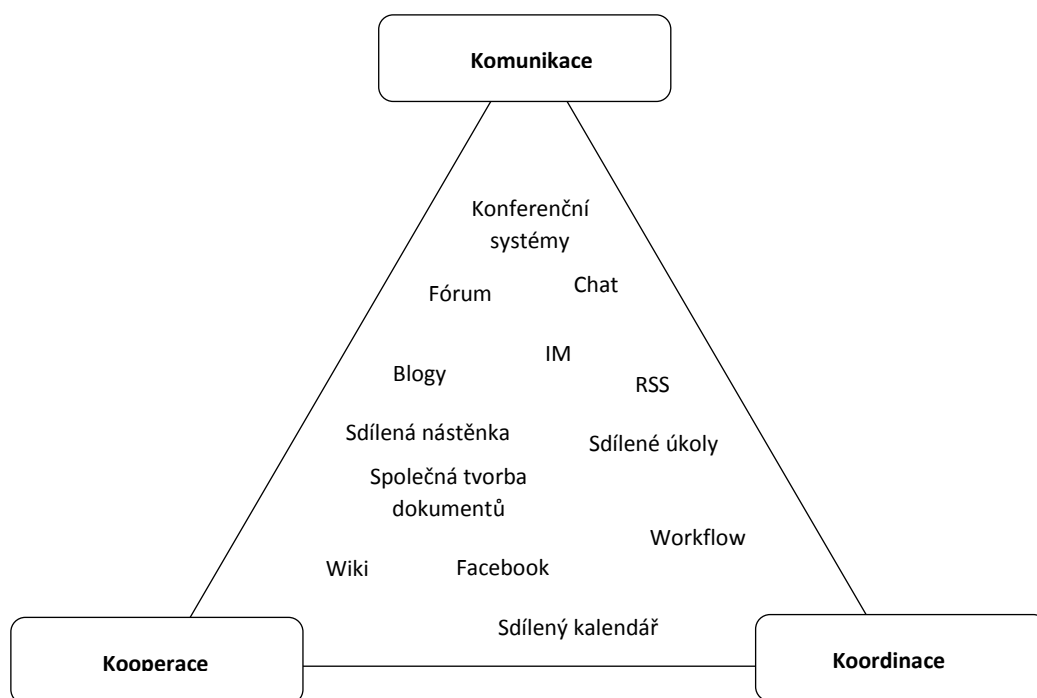 Komunikace
Konferenční
systémy
Chat
Fórum
IM
Blogy
RSS
Sdílená nástěnka
Sdílené úkoly
Společná tvorba
dokumentů
Workflow
Wiki
Facebook
Sdílený kalendář
Kooperace
Koordinace